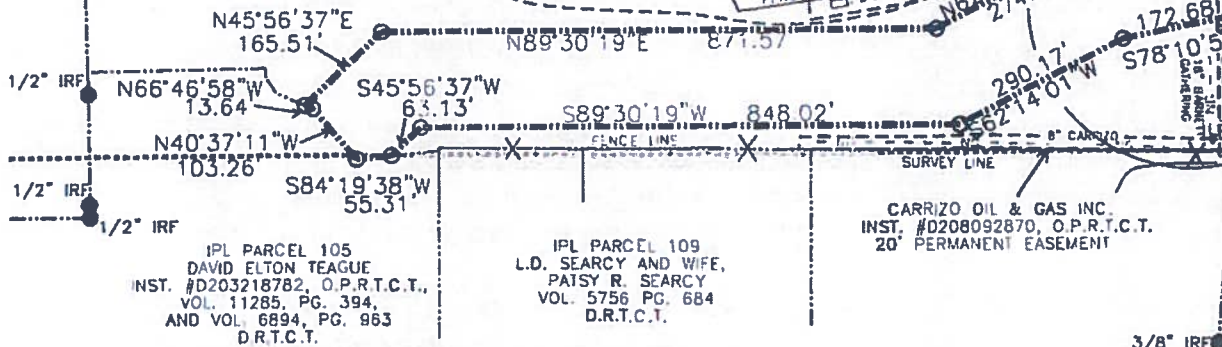 N45°56'37"E
165.51'
N89°30'19"E 871.57
172.68
S78°10'5
1/2" IRF
N66°46'58"W
13.64'
S45°56'37"W
63.13'
290.17'
S62°14'01"W
S89°30'19"W 848.02'
N40°37'11"W
103.26'
FENCE LINE
8" CARRIZO
GATHERING
SURVEY LINE
S84°19'38"W
55.31'
1/2" IRF
1/2" IRF
IPL PARCEL 105
DAVID ELTON TEAGUE
INST. #D203218782, O.P.R.T.C.T.,
VOL. 11285, PG. 394,
AND VOL. 6894, PG. 963
D.R.T.C.T.
IPL PARCEL 109
L.D. SEARCY AND WIFE,
PATSY R. SEARCY
VOL. 5756 PG. 684
D.R.T.C.T.
CARRIZO OIL & GAS INC.
INST. #D208092870, O.P.R.T.C.T.
20' PERMANENT EASEMENT
3/8" IRF